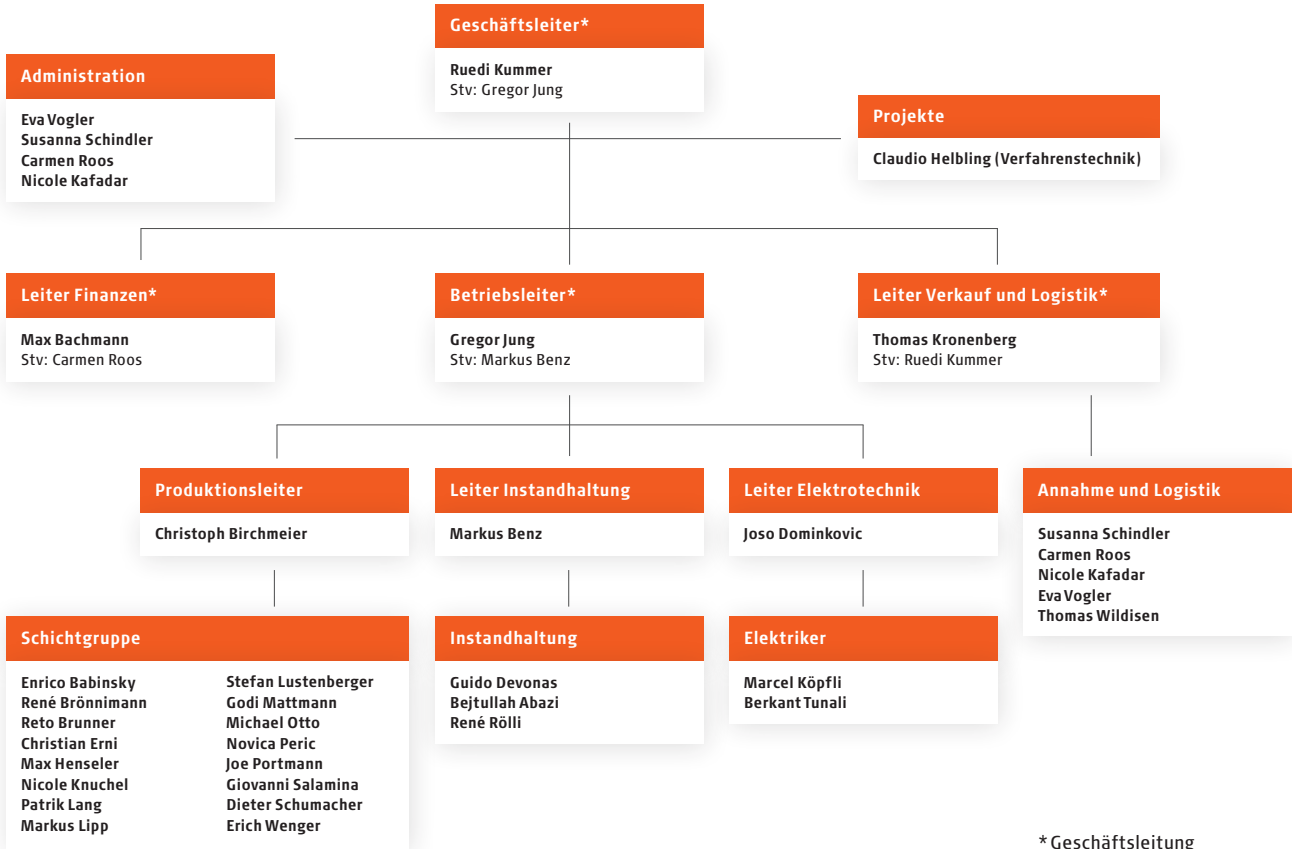 Geschäftsleiter*
Ruedi Kummer
Stv: Gregor Jung
Administration
Eva Vogler
Susanna Schindler
Carmen Roos
Nicole Kafadar
Projekte
Claudio Helbling (Verfahrenstechnik)
Leiter Finanzen*
Max Bachmann
Stv: Carmen Roos
Betriebsleiter*
Gregor Jung
Stv: Markus Benz
Leiter Verkauf und Logistik*
Thomas Kronenberg
Stv: Ruedi Kummer
Produktionsleiter
Christoph Birchmeier
Leiter Instandhaltung
Markus Benz
Leiter Elektrotechnik
Joso Dominkovic
Annahme und Logistik
Susanna Schindler
Carmen Roos
Nicole Kafadar
Eva Vogler
Thomas Wildisen
Schichtgruppe
Enrico Babinsky
René Brönnimann
Reto Brunner
Christian Erni
Max Henseler
Nicole Knuchel
Patrik Lang
Markus Lipp
Stefan Lustenberger
Godi Mattmann
Michael Otto
Novica Peric
Joe Portmann
Giovanni Salamina
Dieter Schumacher
Erich Wenger
Instandhaltung
Guido Devonas
Bejtullah Abazi
René Rölli
Elektriker
Marcel Köpfli
Berkant Tunali
* Geschäftsleitung